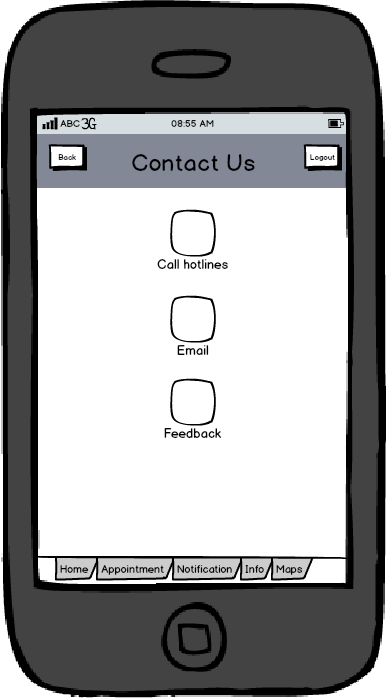 ABC 3G 08:55 AM
Back Contact Us Logout
Call hotlines
Email
Feedback
Home Appointment Notification Info Maps